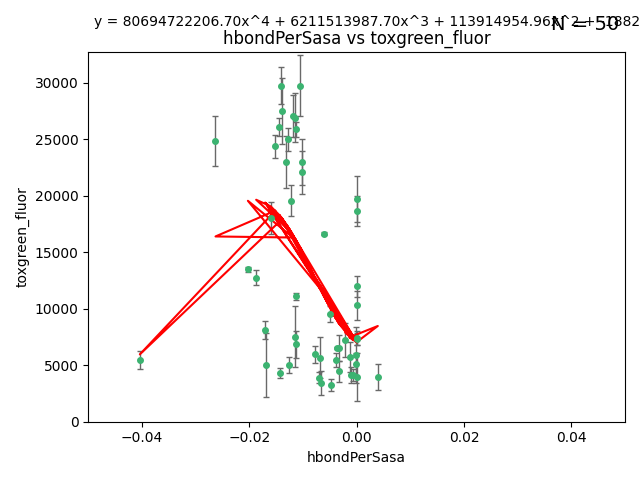 y = 80694722206.70x^4 + 6211513987.70x^3 + 113914954.96x^2 +
N = 50
hbondPerSasa vs toxgreen_fluor
30000
25000
20000
15000
10000
5000
0
toxgreen_fluor
−0.04
−0.02
0.00
0.02
0.04
hbondPerSasa